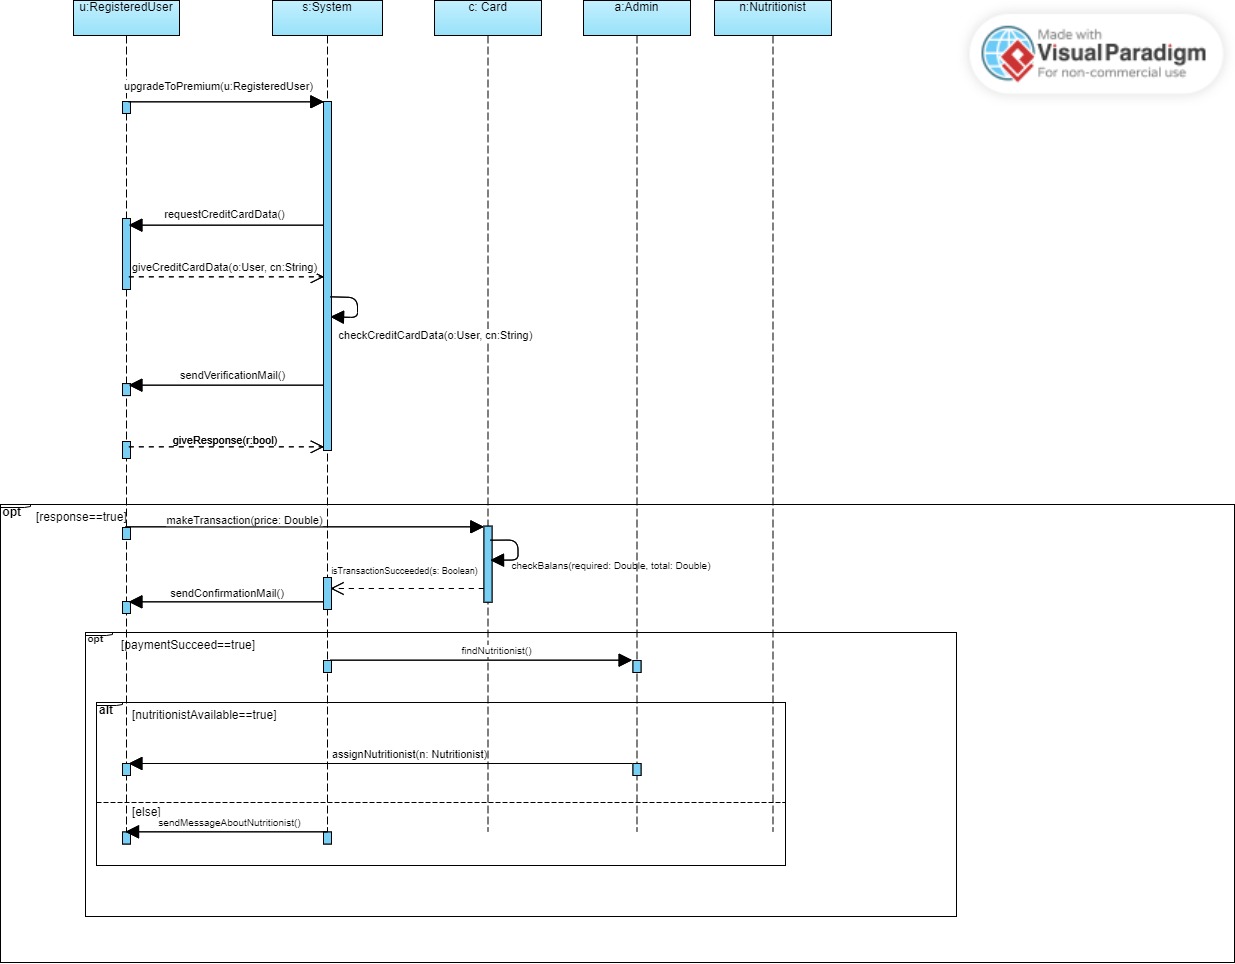 u:RegisteredUser
s:System
c: Card
a:Admin
n:Nutritionist
Made with
Visual Paradigm
For non-commercial use
upgradeToPremium(u:RegisteredUser)
requestCreditCardData()
giveCreditCardData(o:User, cn:String)
checkCreditCardData(o:User, cn:String)
sendVerificationMail()
giveResponse(r:bool)
opt
[response==true]
makeTransaction(price: Double)
checkBalans(required: Double, total: Double)
isTransactionSucceeded(s: Boolean)
sendConfirmationMail()
opt
[paymentSucceed==true]
findNutritionist()
alt
[nutritionistAvailable==true]
assignNutritionist(n: Nutritionist)
[else]
sendMessageAboutNutritionist()